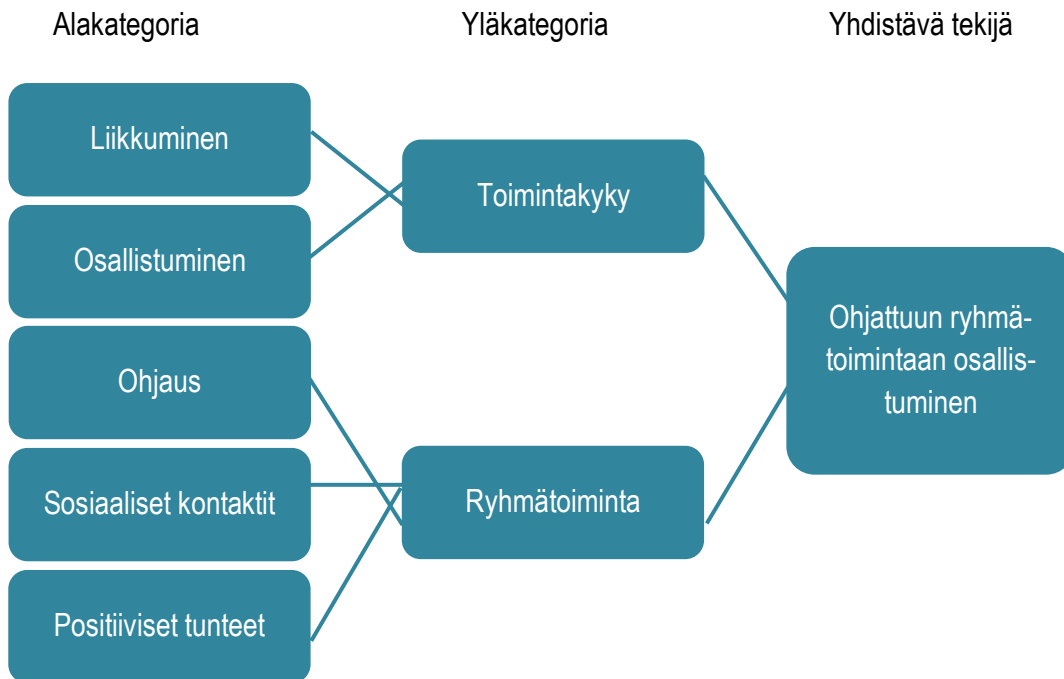 Alakategoria
Yläkategoria
Yhdistävä tekijä
Liikkuminen
Osallistuminen
Ohjaus
Sosiaaliset kontaktit
Positiiviset tunteet
Toimintakyky
Ryhmätoiminta
Ohjattuun ryhmä-
toimintaan osallis-
tuminen